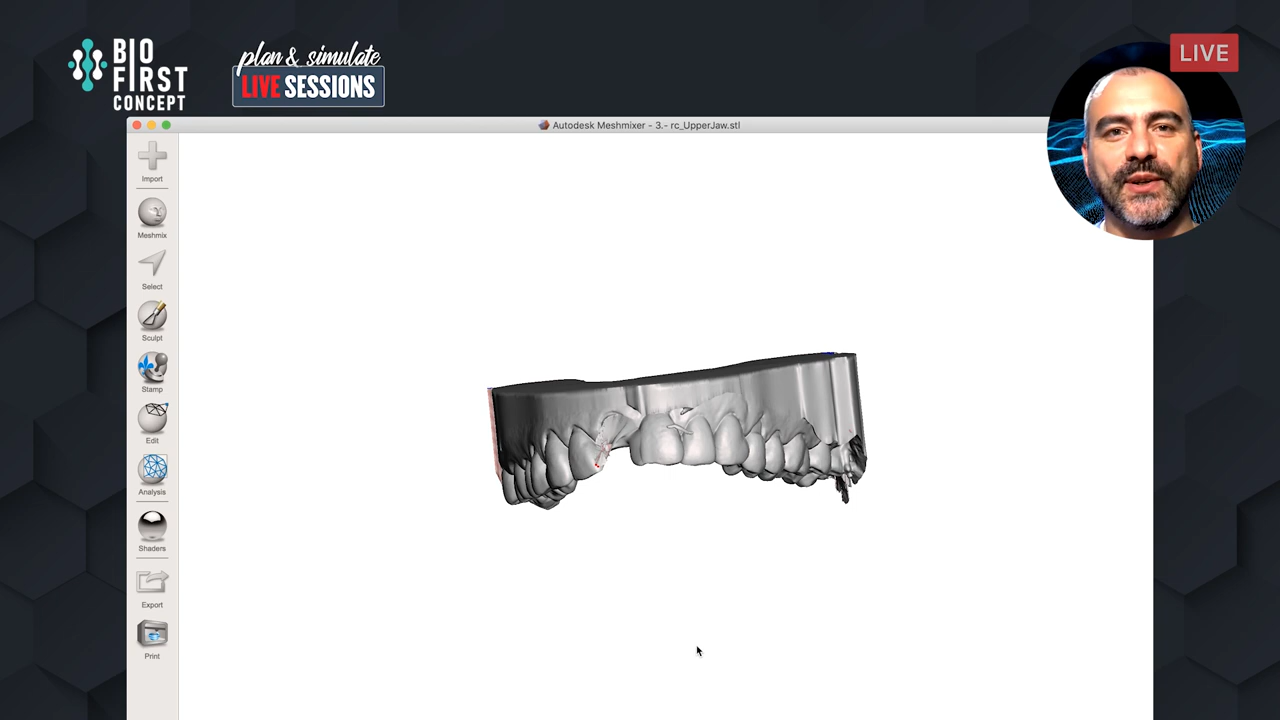 BIO
FIRST
CONCEPT
plan & simulate
LIVE SESSIONS
LIVE
Autodesk Meshmixer - 3.- rc_UpperJaw.stl
Import
Meshmix
Select
Sculpt
Stamp
Edit
Analysis
Shaders
Export
Print